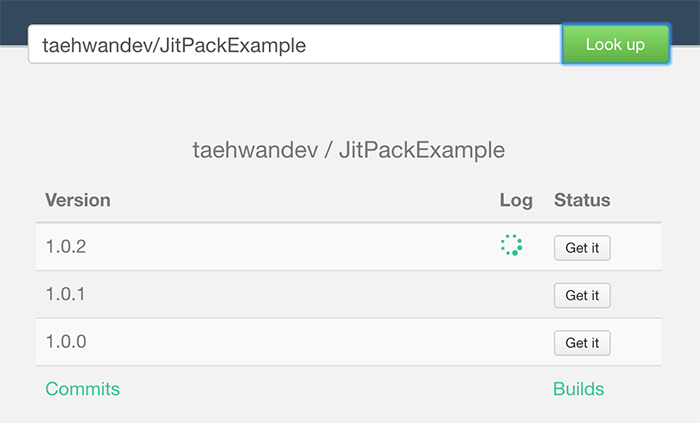 taehwandev/JitPackExample Look up
taehwandev / JitPackExample
Version Log Status
1.0.2 Get it
1.0.1 Get it
1.0.0 Get it
Commits Builds